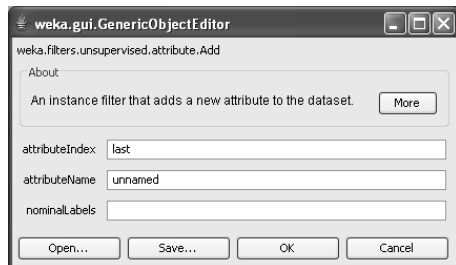 weka.gui.GenericObjectEditor
weka.filters.unsupervised.attribute.Add
About
An instance filter that adds a new attribute to the dataset.
More
attributeIndex last
attributeName unnamed
nominalLabels
Open... Save... OK Cancel